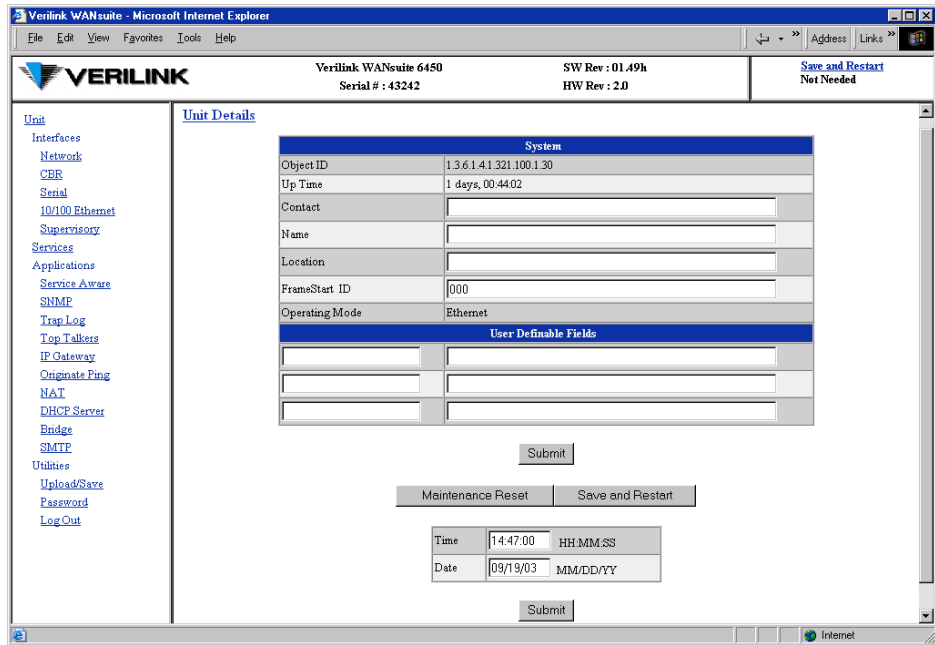 Verilink WANsuite - Microsoft Internet Explorer
File Edit View Favorites Tools Help
Address Links
VERILINK
Verilink WANsuite 6450
Serial # : 43242
SW Rev : 01.49h
HW Rev : 2.0
Save and Restart
Not Needed
Unit
Interfaces
Network
CBR
Serial
10/100 Ethernet
Supervisory
Services
Applications
Service Aware
SNMP
Trap Log
Top Talkers
IP Gateway
Originate Ping
NAT
DHCP Server
Bridge
SMTP
Utilities
Upload/Save
Password
Log Out
Unit Details
System
Object ID 1.3.6.1.4.1.321.100.1.30
Up Time 1 days, 00:44:02
Contact
Name
Location
FrameStart ID 000
Operating Mode Ethernet
User Definable Fields
Submit
Maintenance Reset Save and Restart
Time 14:47:00 HH:MM:SS
Date 09/19/03 MM/DD/YY
Submit
Internet